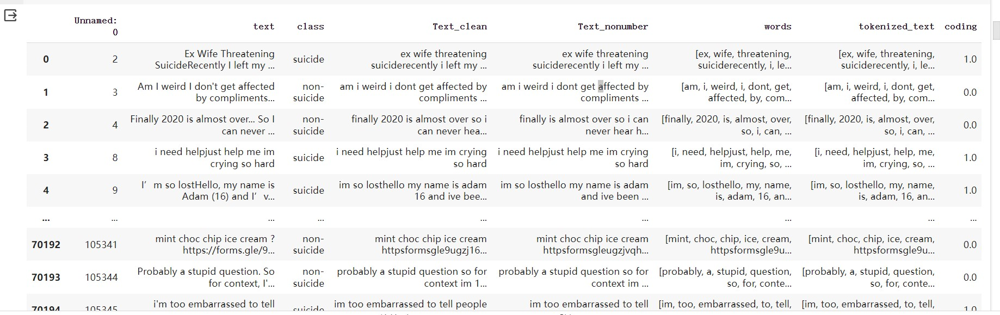 Unnamed: 0 text class Text_clean Text_nonumber words tokenized_text coding
0 2 Ex Wife Threatening SuicideRecently I left my ... suicide ex wife threatening suiciderecently i left my ... ex wife threatening suiciderecently i left my ... [ex, wife, threatening, suiciderecently, i, le... [ex, wife, threatening, suiciderecently, i, le... 1.0
1 3 Am I weird I don't get affected by compliments... non-suicide am i weird i dont get affected by compliments ... am i weird i dont get affected by compliments ... [am, i, weird, i, dont, get, affected, by, com... [am, i, weird, i, dont, get, affected, by, com... 0.0
2 4 Finally 2020 is almost over... So I can never ... non-suicide finally 2020 is almost over so i can never hea... finally is almost over so i can never hear h... [finally, 2020, is, almost, over, so, i, can, ... [finally, 2020, is, almost, over, so, i, can, ... 0.0
3 8 i need helpjust help me im crying so hard suicide i need helpjust help me im crying so hard i need helpjust help me im crying so hard [i, need, helpjust, help, me, im, crying, so, ... [i, need, helpjust, help, me, im, crying, so, ... 1.0
4 9 I’m so lostHello, my name is Adam (16) and I’v... suicide im so losthello my name is adam 16 and ive bee... im so losthello my name is adam and ive been ... [im, so, losthello, my, name, is, adam, 16, an... [im, so, losthello, my, name, is, adam, 16, an... 1.0
... ... ... ... ... ... ... ... ...
70192 105341 mint choc chip ice cream ? https://forms.gle/9... non-suicide mint choc chip ice cream httpsformsgle9ugzj16... mint choc chip ice cream httpsformsgleugzjvqh... [mint, choc, chip, ice, cream, httpsformsgle9u... [mint, choc, chip, ice, cream, httpsformsgle9u... 0.0
70193 105344 Probably a stupid question. So for context, I'... non-suicide probably a stupid question so for context im 1... probably a stupid question so for context im ... [probably, a, stupid, question, so, for, conte... [probably, a, stupid, question, so, for, conte... 0.0
70194 105345 i'm too embarrassed to tell suicide im too embarrassed to tell people im too embarrassed to tell [im, too, embarrassed, to, tell, [im, too, embarrassed, to, tell, 1.0